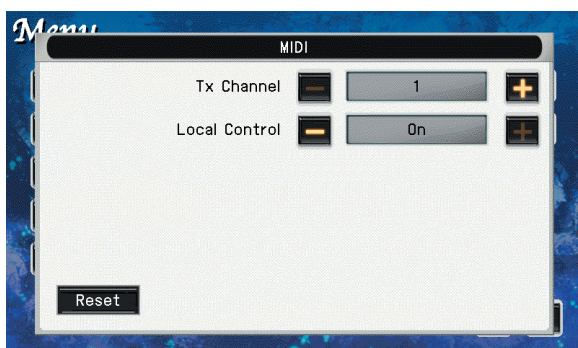 Menu
MIDI
Tx Channel 1
Local Control On
Reset